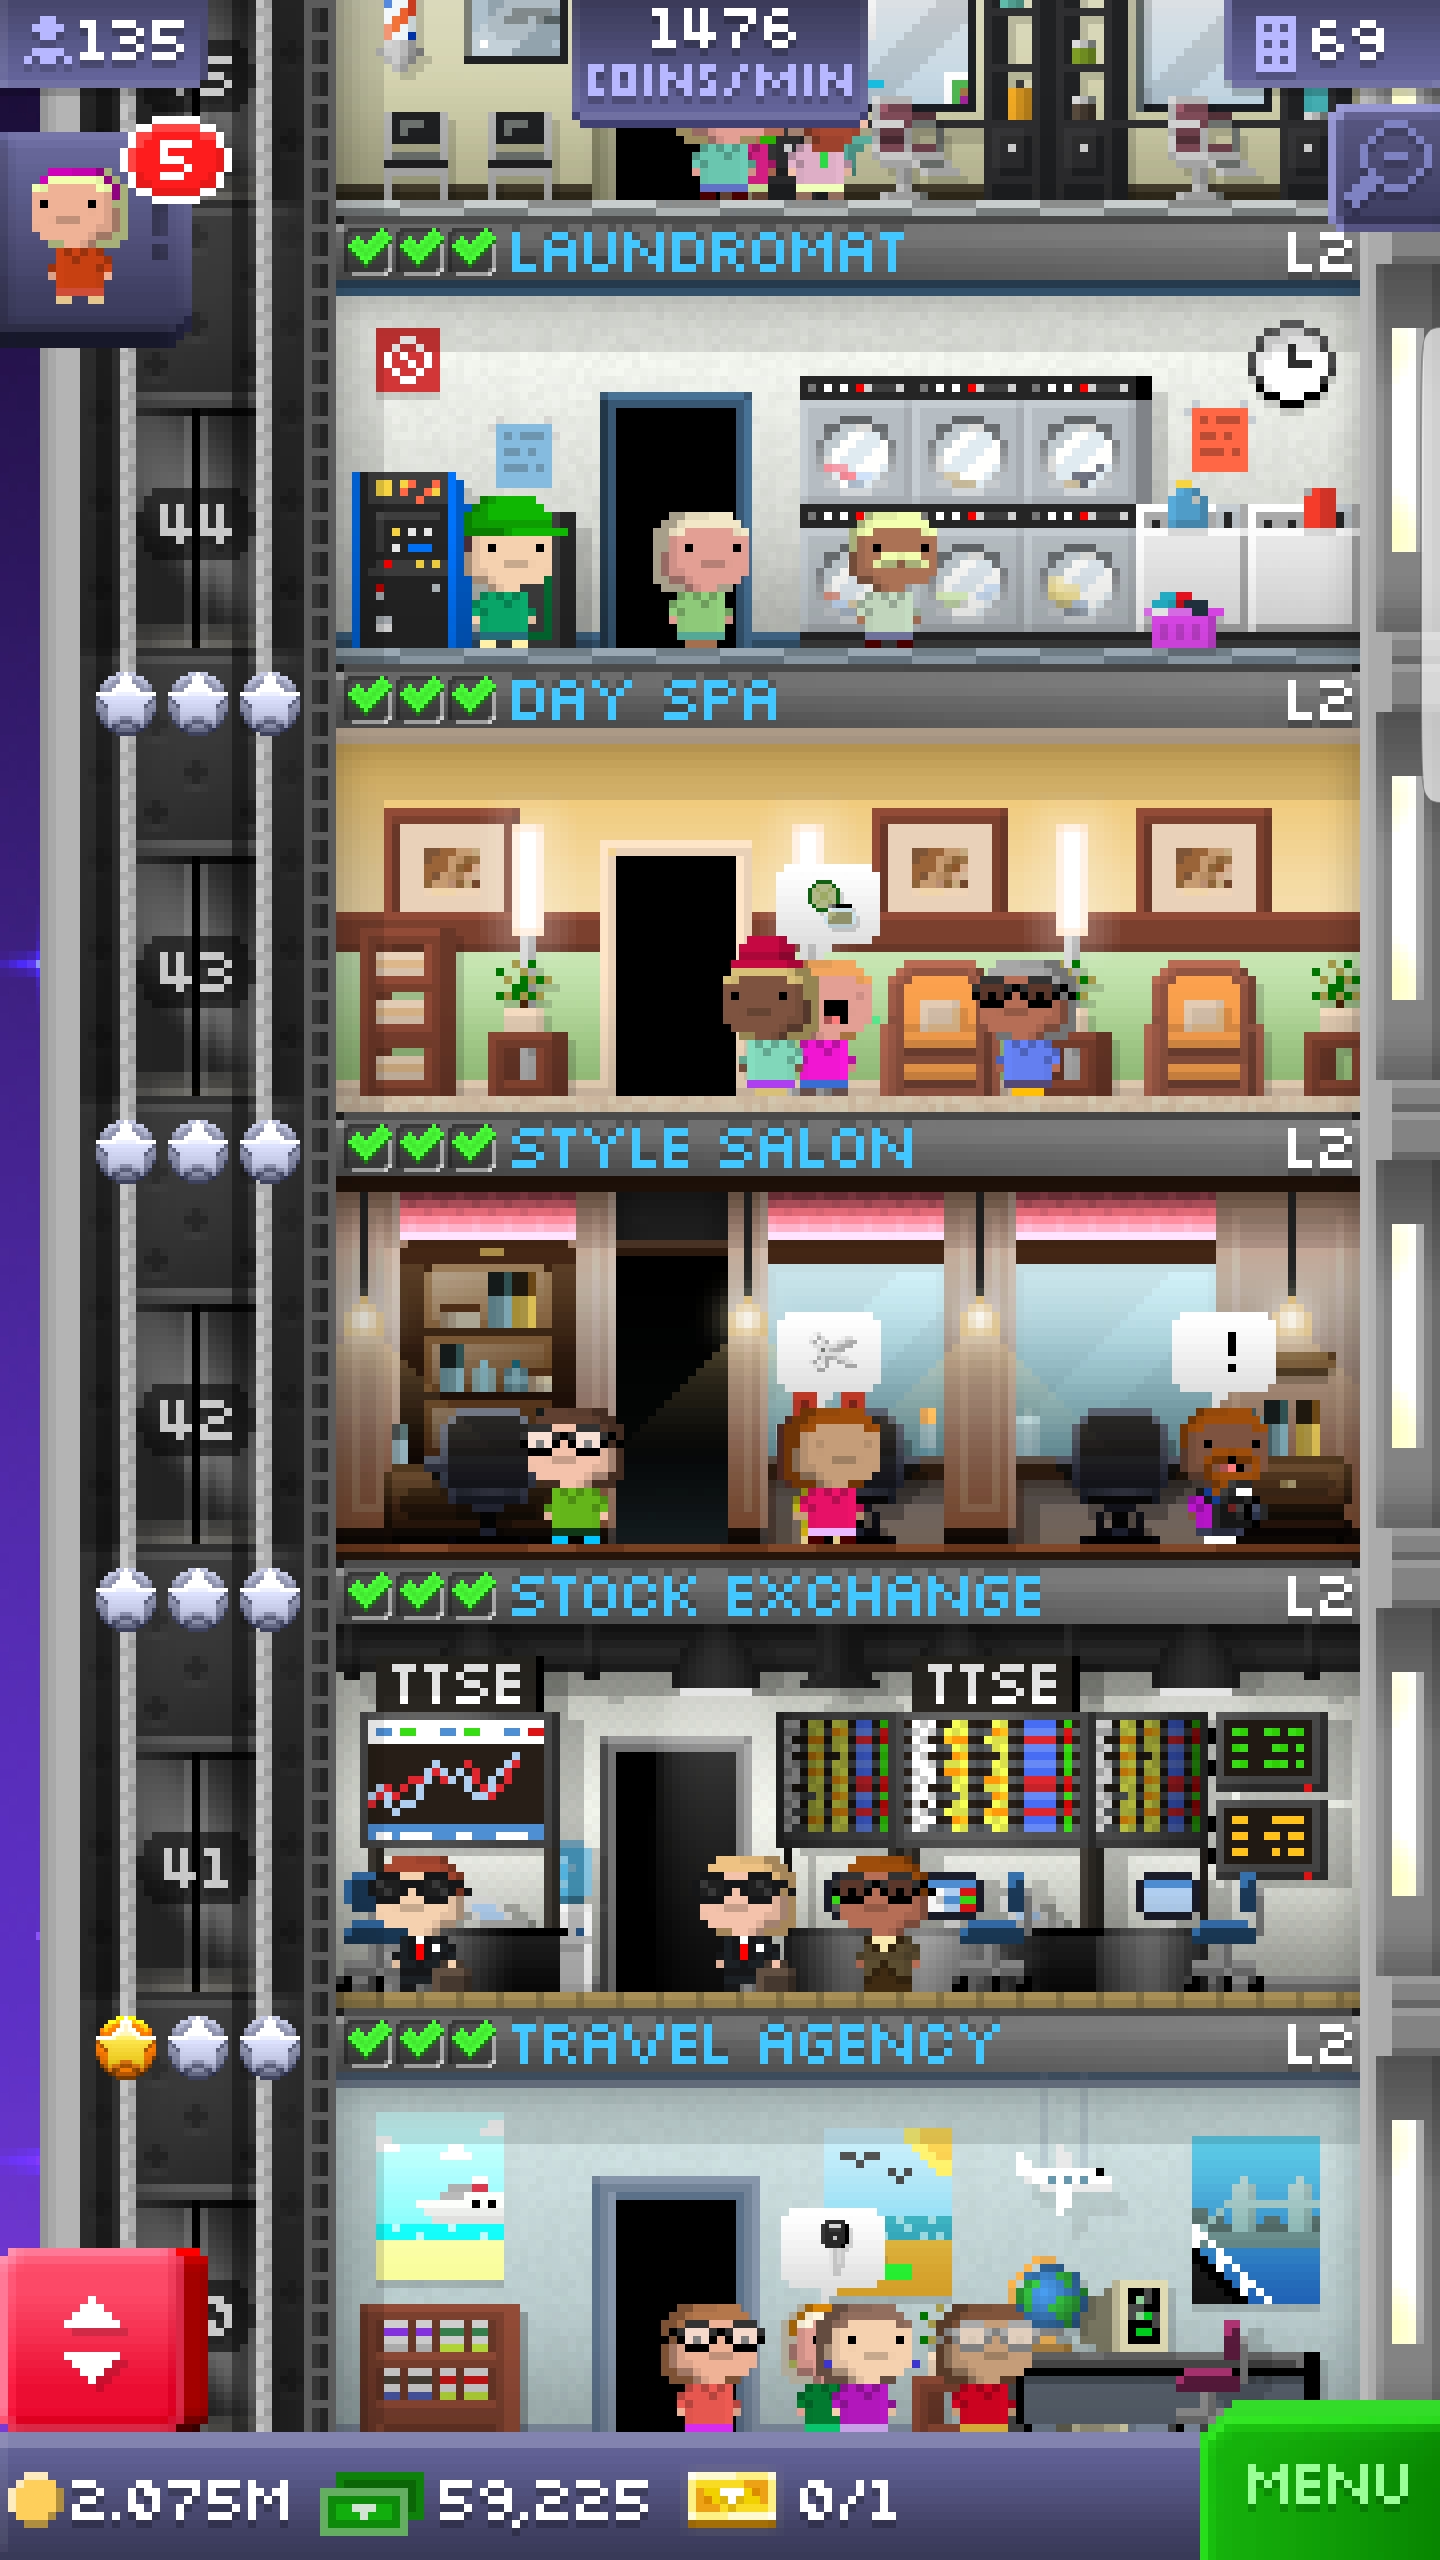 135
1476
COINS/MIN
69
5
LAUNDROMAT L2
44
DAY SPA L2
43
STYLE SALON L2
42
!
STOCK EXCHANGE L2
TTSE TTSE
41
TRAVEL AGENCY L2
2.075M 59,225 0/1 MENU